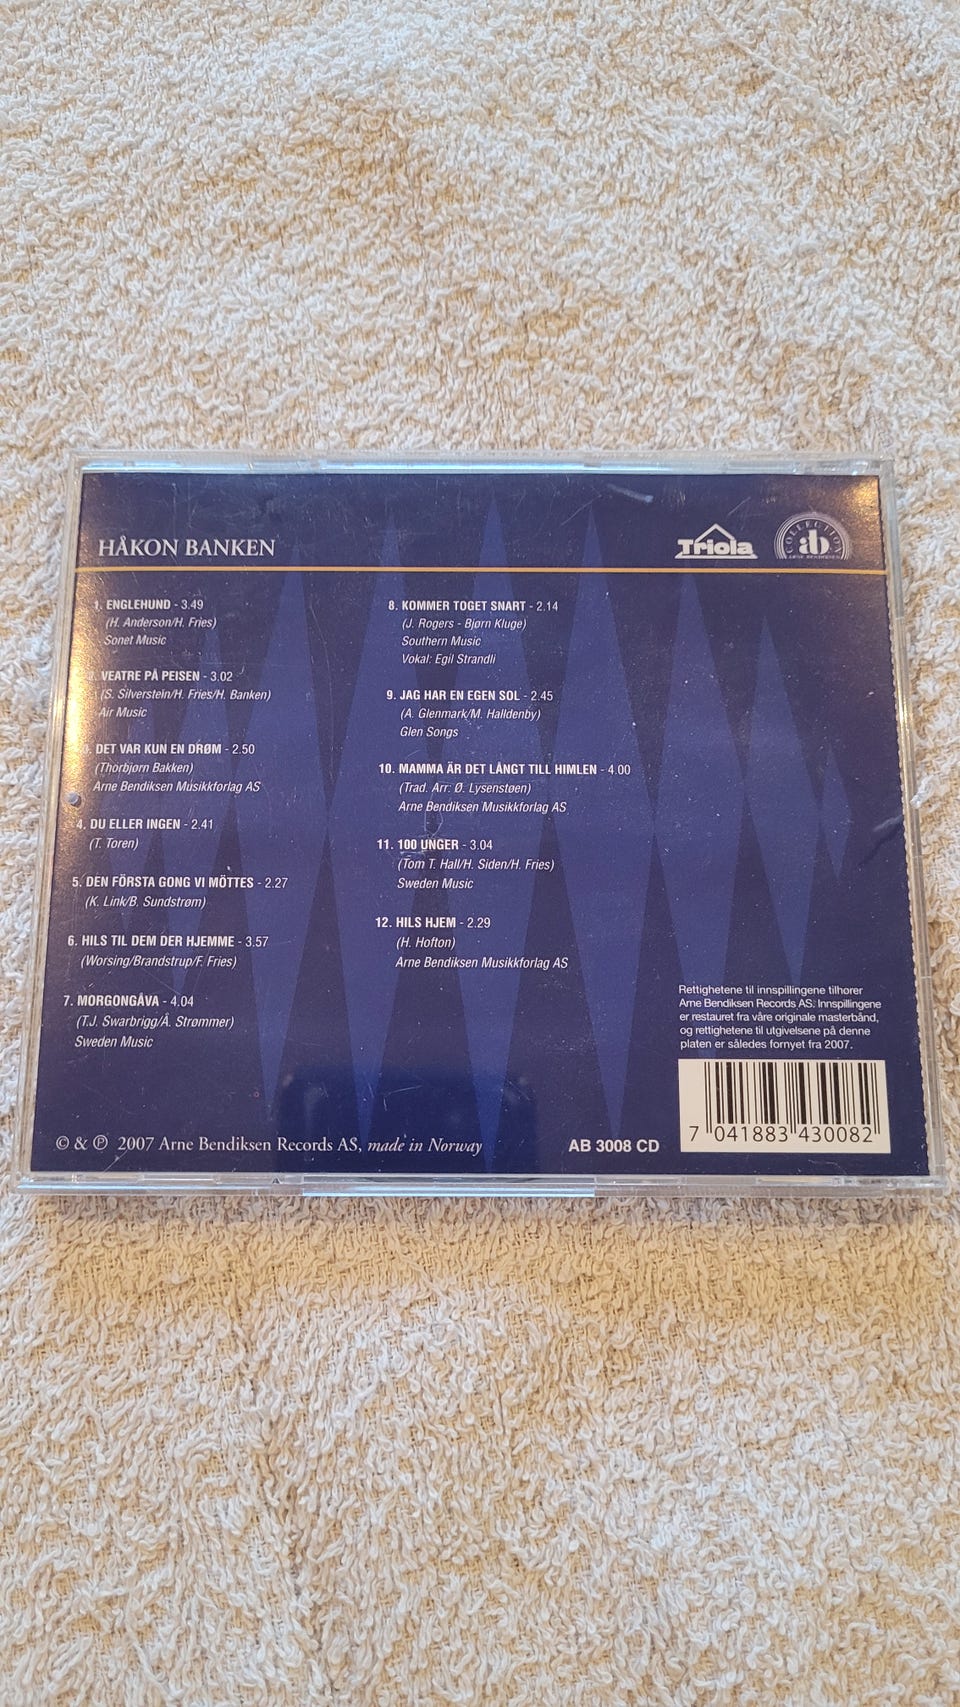 HÅKON BANKEN
Triola
COLLECTION
ab
ARNE BENDIKSEN
1. ENGLEHUND - 3.49
(H. Anderson/H. Fries)
Sonet Music
VEATRE PÅ PEISEN - 3.02
(S. Silverstein/H. Fries/H. Banken)
Air Music
DET VAR KUN EN DRØM - 2.50
(Thorbjørn Bakken)
Arne Bendiksen Musikkforlag AS
4. DU ELLER INGEN - 2.41
(T. Toren)
5. DEN FÖRSTA GONG VI MÖTTES - 2.27
(K. Link/B. Sundstrøm)
6. HILS TIL DEM DER HJEMME - 3.57
(Worsing/Brandstrup/F. Fries)
7. MORGONGÅVA - 4.04
(T.J. Swarbrigg/Å. Strømmer)
Sweden Music
8. KOMMER TOGET SNART - 2.14
(J. Rogers - Bjørn Kluge)
Southern Music
Vokal: Egil Strandli
9. JAG HAR EN EGEN SOL - 2.45
(A. Glenmark/M. Halldenby)
Glen Songs
10. MAMMA ÄR DET LÅNGT TILL HIMLEN - 4.00
(Trad. Arr. Ø. Lysenstøen)
Arne Bendiksen Musikkforlag AS
11. 100 UNGER - 3.04
(Tom T. Hall/H. Siden/H. Fries)
Sweden Music
12. HILS HJEM - 2.29
(H. Hofton)
Arne Bendiksen Musikkforlag AS
Rettighetene til innspillingene tilhorer
Arne Bendiksen Records AS. Innspillingene
er restauret fra våre originale masterbånd,
og rettighetene til utgivelsene på denne
platen er således fornyet fra 2007.
© & ℗ 2007 Arne Bendiksen Records AS, made in Norway
AB 3008 CD
7 041883 430082